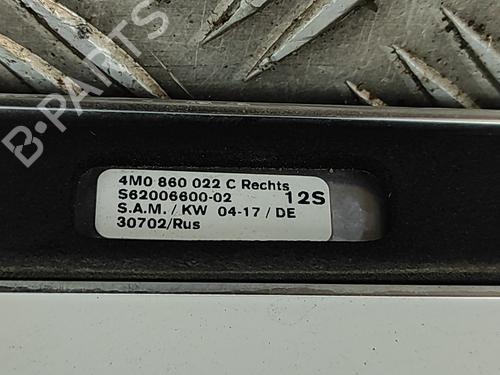 B-PARTS
4M0 860 022 C Rechts
S62006600-02 12S
S.A.M. / KW 04-17 / DE
30702/Rus